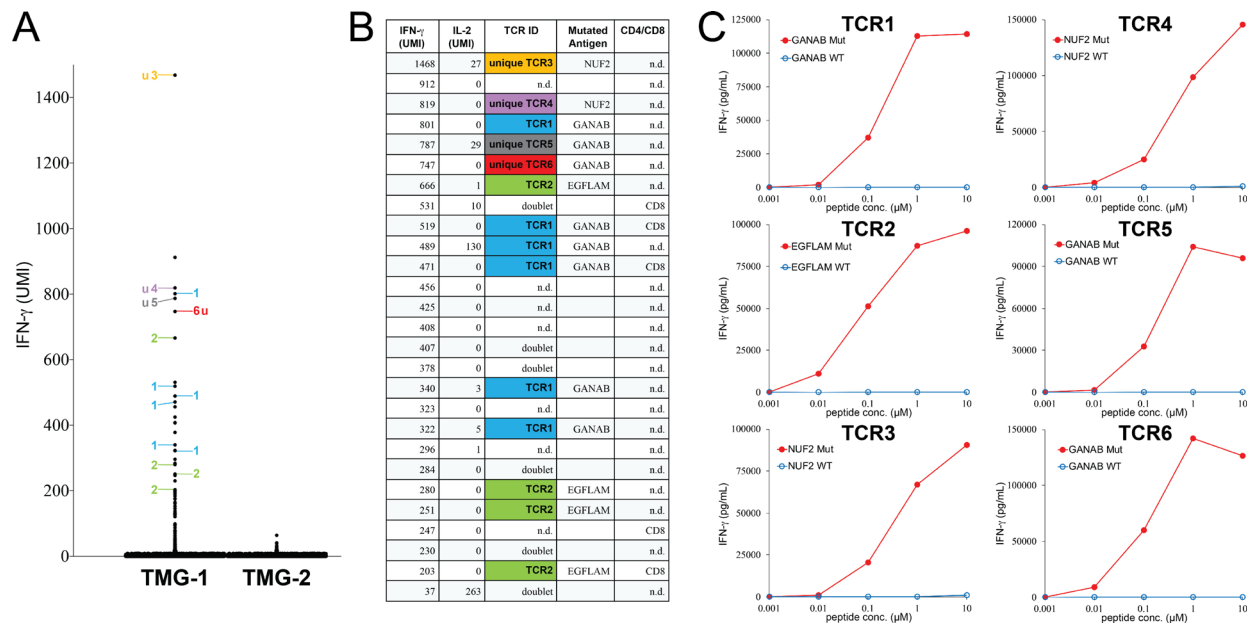 A
IFN-γ (UMI)
1400
1200
1000
800
600
400
200
0
u 3
u 4
1
u 5
6u
2
1
1
1
1
1
2
2
2
TMG-1
TMG-2
B
IFN-γ (UMI) IL-2 (UMI) TCR ID Mutated Antigen CD4/CD8
1468 27 unique TCR3 NUF2 n.d.
912 0 n.d. n.d.
819 0 unique TCR4 NUF2 n.d.
801 0 TCR1 GANAB n.d.
787 29 unique TCR5 GANAB n.d.
747 0 unique TCR6 GANAB n.d.
666 1 TCR2 EGFLAM n.d.
531 10 doublet CD8
519 0 TCR1 GANAB CD8
489 130 TCR1 GANAB n.d.
471 0 TCR1 GANAB CD8
456 0 n.d. n.d.
425 0 n.d. n.d.
408 0 n.d. n.d.
407 0 doublet n.d.
378 0 doublet n.d.
340 3 TCR1 GANAB n.d.
323 0 n.d. n.d.
322 5 TCR1 GANAB n.d.
296 1 n.d. n.d.
284 0 doublet n.d.
280 0 TCR2 EGFLAM n.d.
251 0 TCR2 EGFLAM n.d.
247 0 n.d. CD8
230 0 doublet n.d.
203 0 TCR2 EGFLAM CD8
37 263 doublet n.d.
C
TCR1
GANAB Mut
GANAB WT
IFN-γ (pg/mL)
125000
100000
75000
50000
25000
0
0.001 0.01 0.1 1 10
peptide conc. (μM)
TCR4
NUF2 Mut
NUF2 WT
IFN-γ (pg/mL)
150000
100000
50000
0
0.001 0.01 0.1 1 10
peptide conc. (μM)
TCR2
EGFLAM Mut
EGFLAM WT
IFN-γ (pg/mL)
100000
75000
50000
25000
0
0.001 0.01 0.1 1 10
peptide conc. (μM)
TCR5
GANAB Mut
GANAB WT
IFN-γ (pg/mL)
120000
90000
60000
30000
0
0.001 0.01 0.1 1 10
peptide conc. (μM)
TCR3
NUF2 Mut
NUF2 WT
IFN-γ (pg/mL)
100000
75000
50000
25000
0
0.001 0.01 0.1 1 10
peptide conc. (μM)
TCR6
GANAB Mut
GANAB WT
IFN-γ (pg/mL)
150000
100000
50000
0
0.001 0.01 0.1 1 10
peptide conc. (μM)